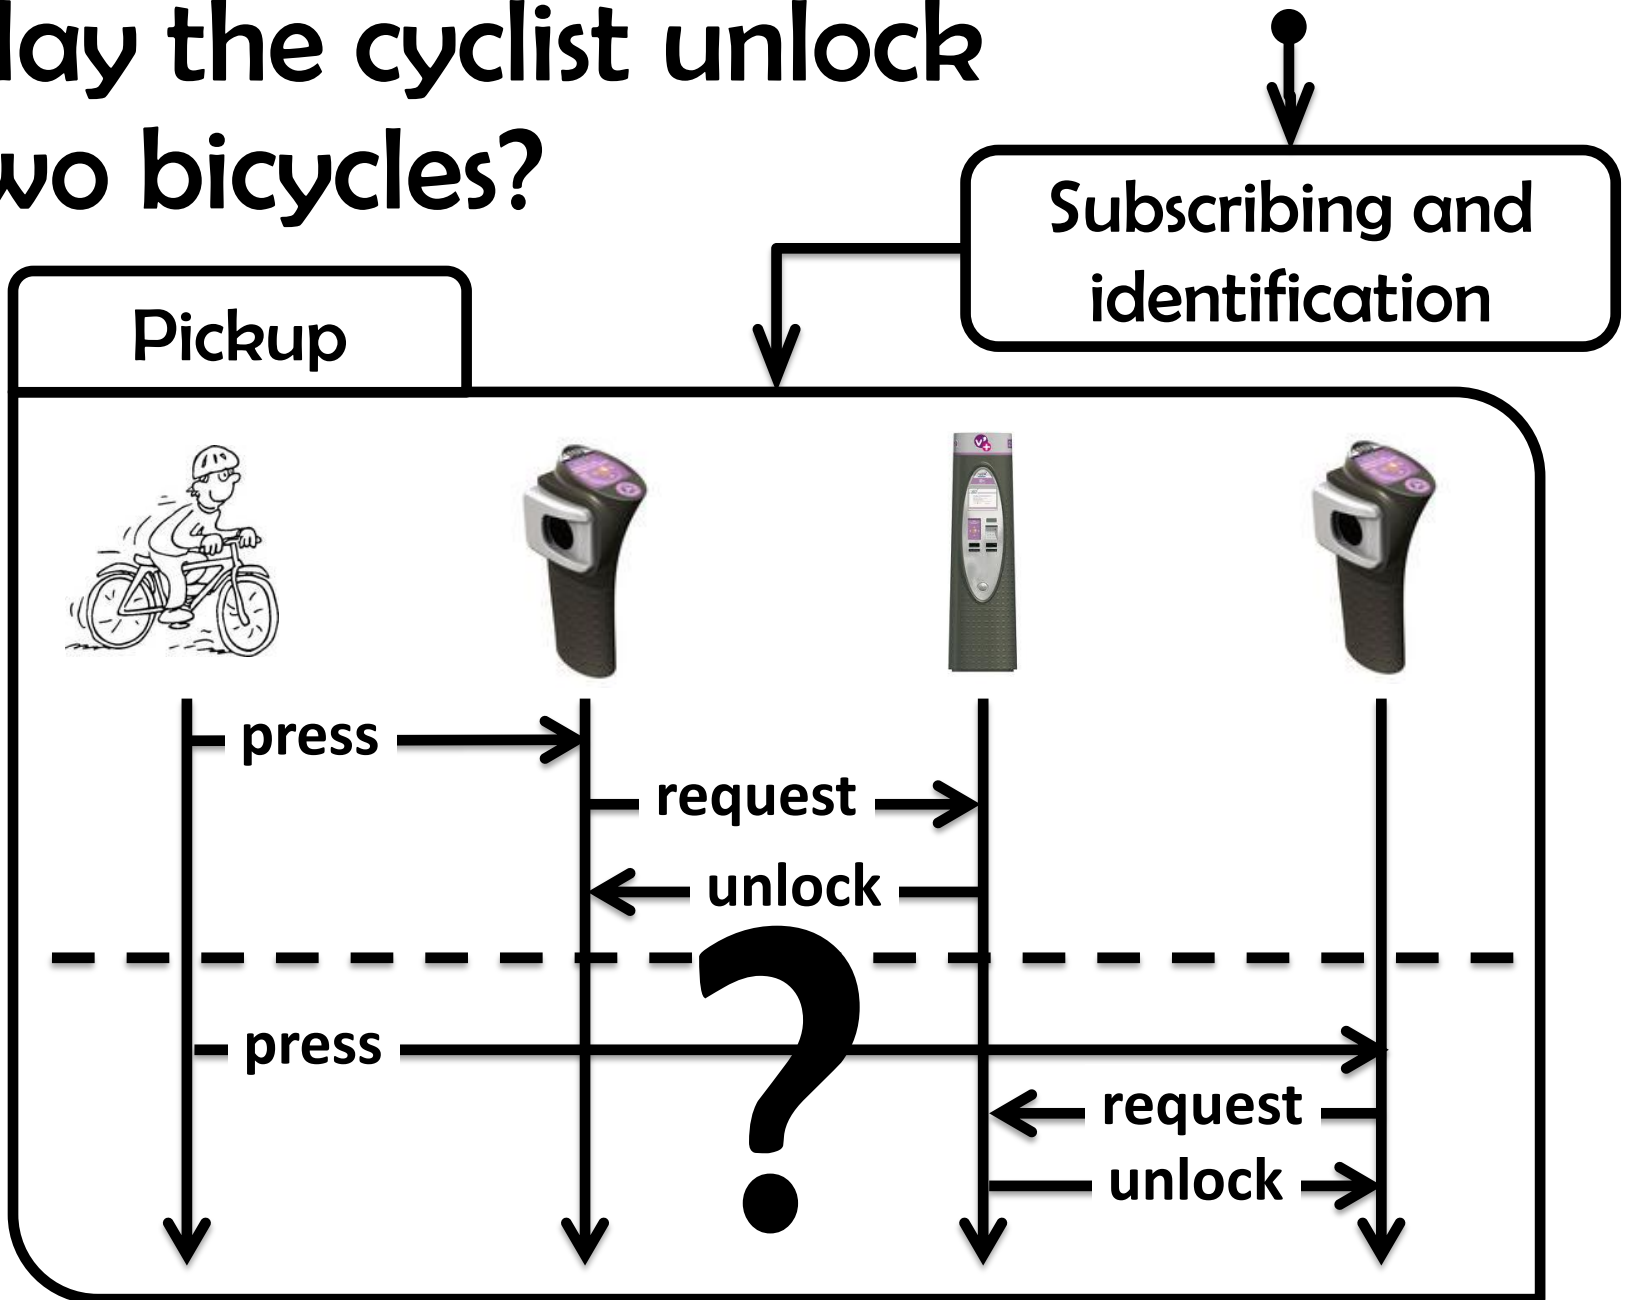 lay the cyclist unlock
wo bicycles?
Subscribing and
identification
Pickup
press
request
unlock
?
press
request
unlock